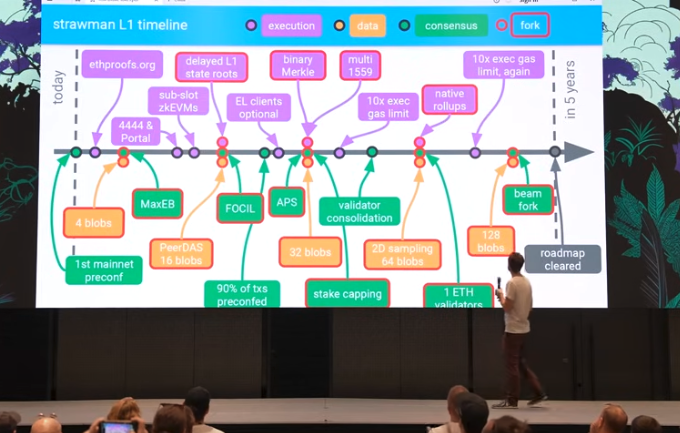 strawman L1 timeline
execution
data
consensus
fork
today
in 5 years
ethproofs.org
delayed L1
state roots
binary
Merkle
multi
1559
10x exec gas
limit, again
sub-slot
zkEVMs
EL clients
optional
10x exec
gas limit
native
rollups
4444 &
Portal
MaxEB
FOCIL
APS
validator
consolidation
beam
fork
4 blobs
PeerDAS
16 blobs
32 blobs
2D sampling
64 blobs
128
blobs
roadmap
cleared
1st mainnet
preconf
90% of txs
preconfed
stake capping
1 ETH
validators